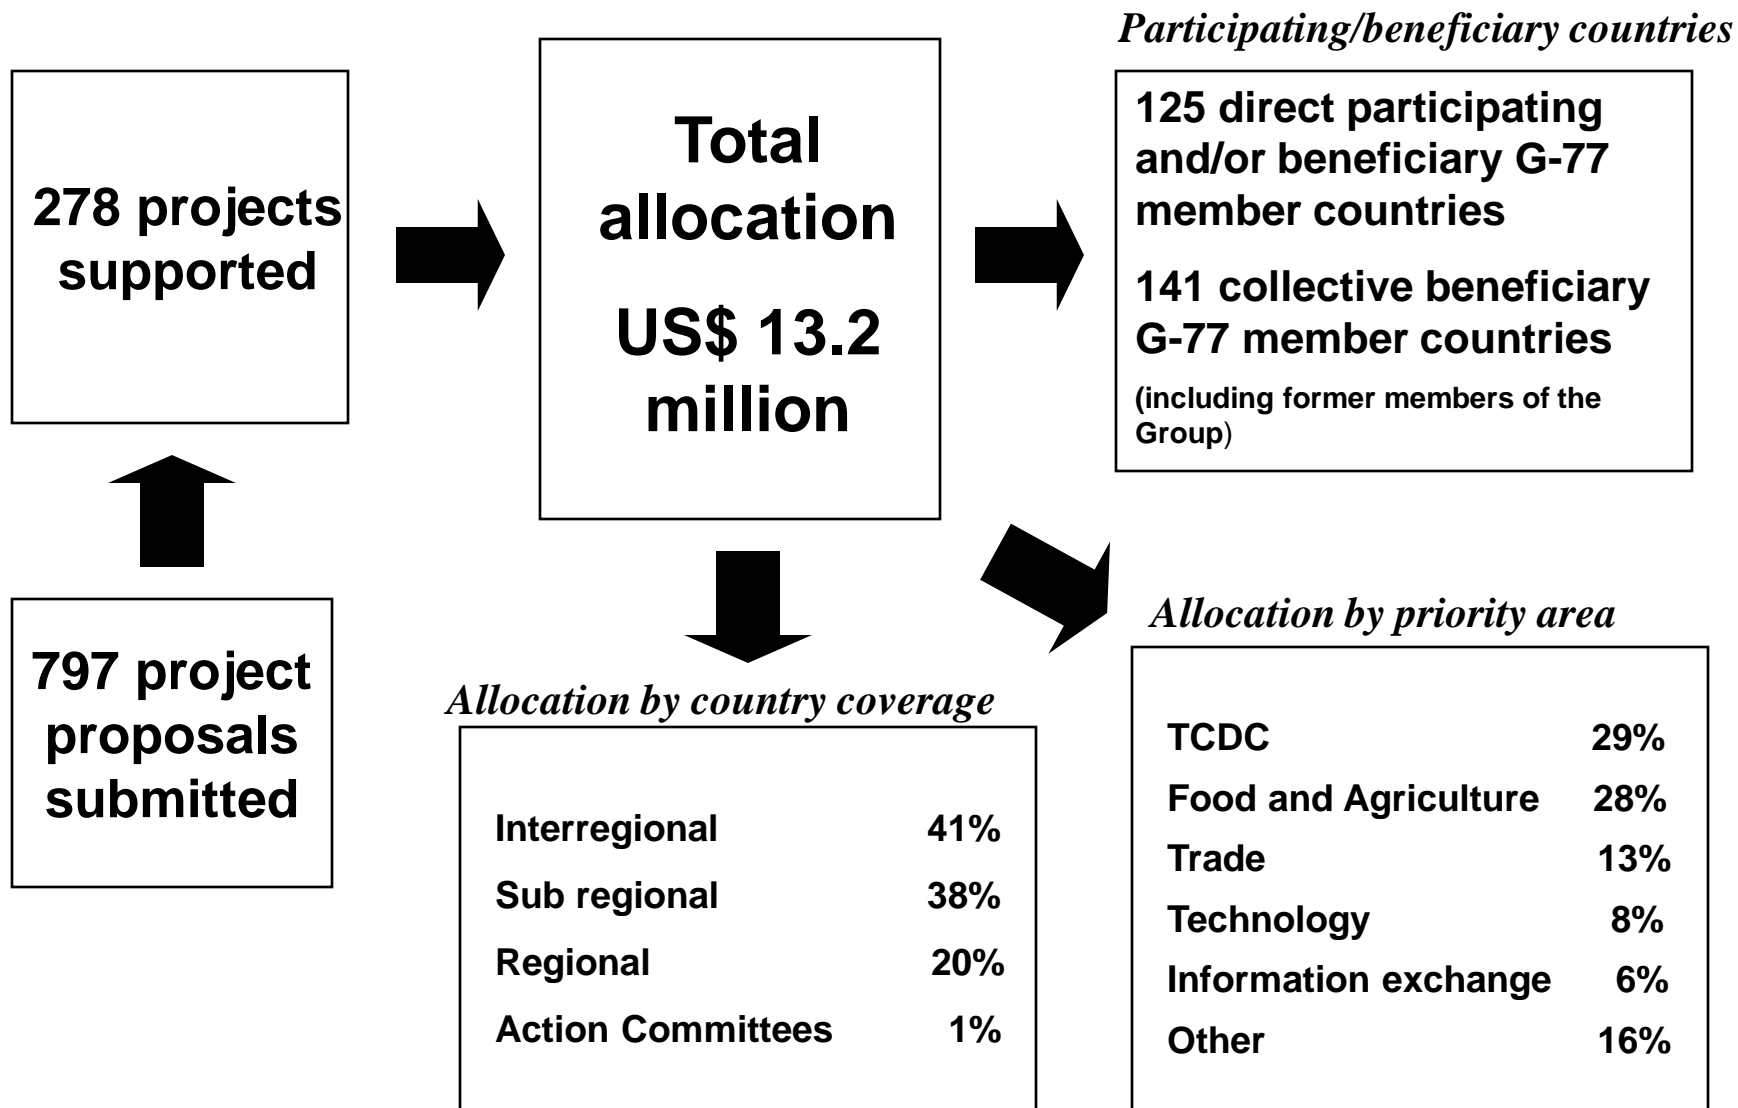 278 projects
supported
797 project
proposals
submitted
Total
allocation
US$ 13.2
million
Participating/beneficiary countries
125 direct participating
and/or beneficiary G-77
member countries
141 collective beneficiary
G-77 member countries
(including former members of the
Group)
Allocation by country coverage
Interregional 41%
Sub regional 38%
Regional 20%
Action Committees 1%
Allocation by priority area
TCDC 29%
Food and Agriculture 28%
Trade 13%
Technology 8%
Information exchange 6%
Other 16%